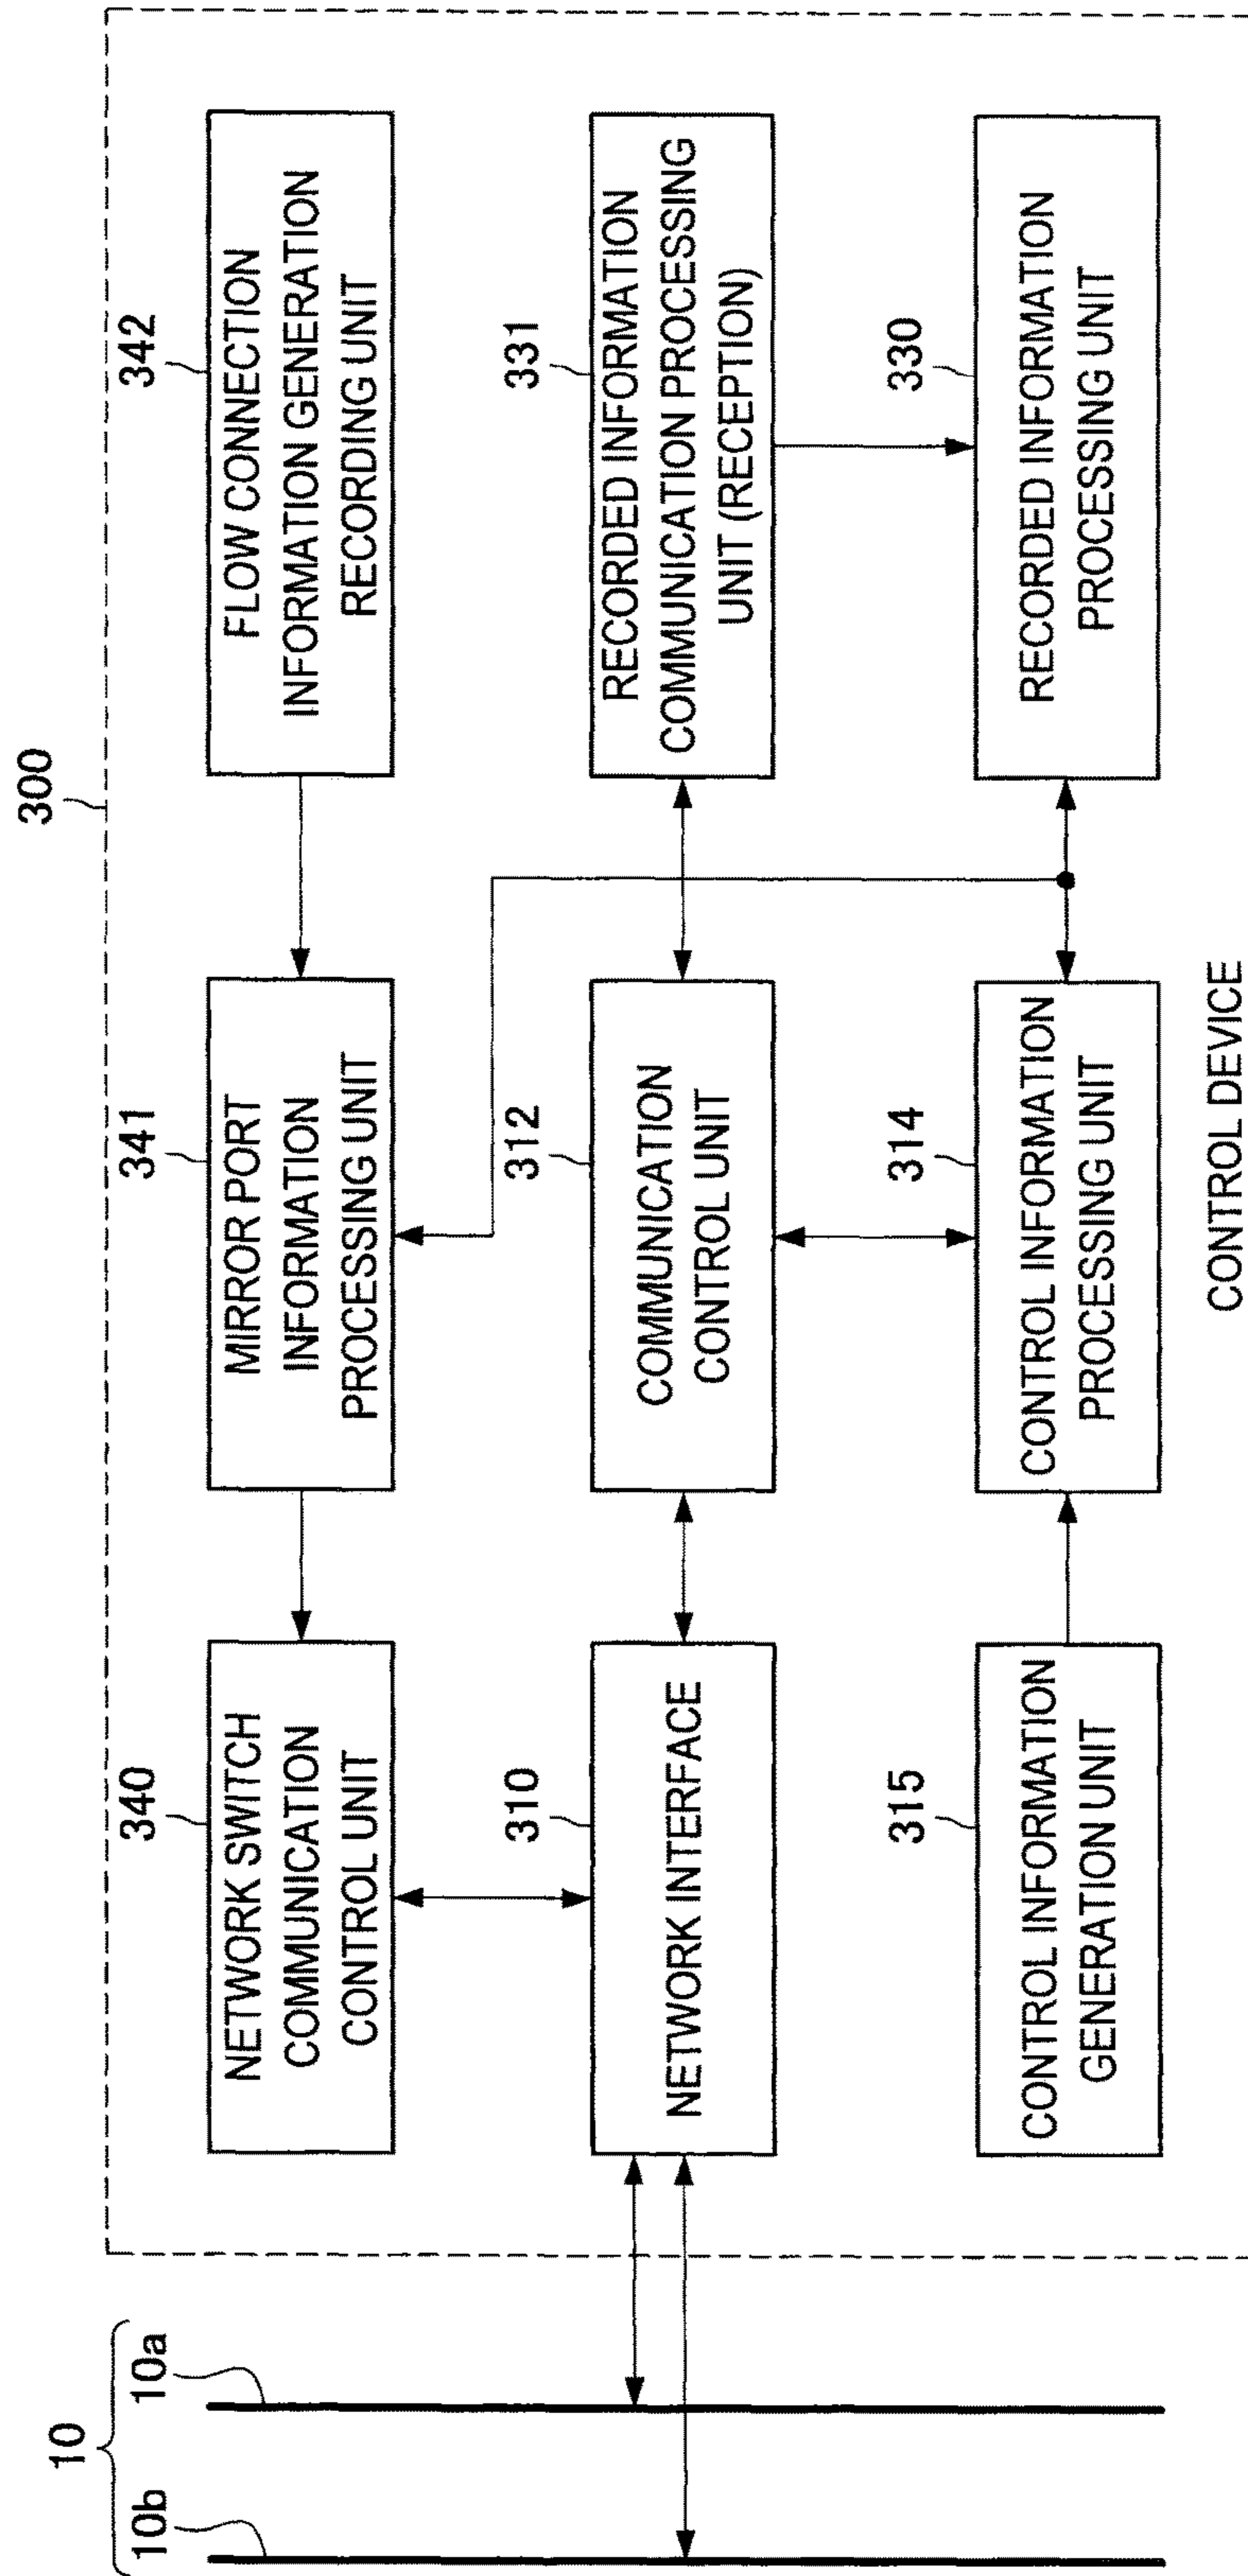 300
10
10b
10a
340
NETWORK SWITCH
COMMUNICATION
CONTROL UNIT
341
MIRROR PORT
INFORMATION
PROCESSING UNIT
342
FLOW CONNECTION
INFORMATION GENERATION
RECORDING UNIT
310
NETWORK INTERFACE
312
COMMUNICATION
CONTROL UNIT
331
RECORDED INFORMATION
COMMUNICATION PROCESSING
UNIT (RECEPTION)
315
CONTROL INFORMATION
GENERATION UNIT
314
CONTROL INFORMATION
PROCESSING UNIT
330
RECORDED INFORMATION
PROCESSING UNIT
CONTROL DEVICE